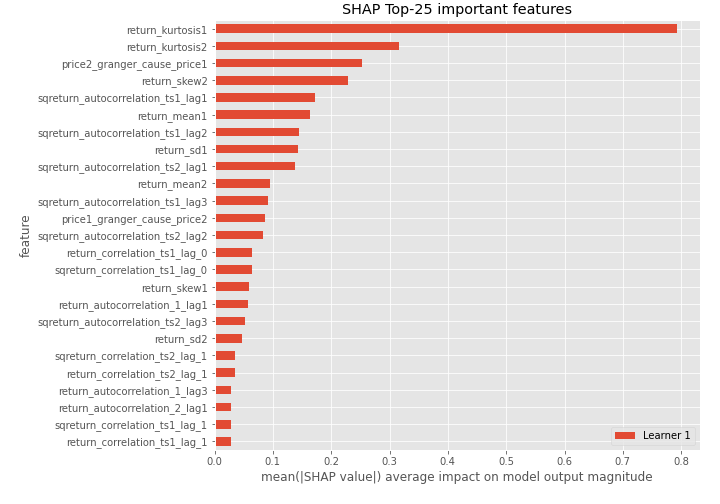 SHAP Top-25 important features
return_kurtosis1
return_kurtosis2
price2_granger_cause_price1
return_skew2
sqreturn_autocorrelation_ts1_lag1
return_mean1
sqreturn_autocorrelation_ts1_lag2
return_sd1
sqreturn_autocorrelation_ts2_lag1
return_mean2
sqreturn_autocorrelation_ts1_lag3
price1_granger_cause_price2
sqreturn_autocorrelation_ts2_lag2
return_correlation_ts1_lag_0
sqreturn_correlation_ts1_lag_0
return_skew1
return_autocorrelation_1_lag1
sqreturn_autocorrelation_ts2_lag3
return_sd2
sqreturn_correlation_ts2_lag_1
return_correlation_ts2_lag_1
return_autocorrelation_1_lag3
return_autocorrelation_2_lag1
sqreturn_correlation_ts1_lag_1
return_correlation_ts1_lag_1
feature
Learner 1
0.0 0.1 0.2 0.3 0.4 0.5 0.6 0.7 0.8
mean(|SHAP value|) average impact on model output magnitude